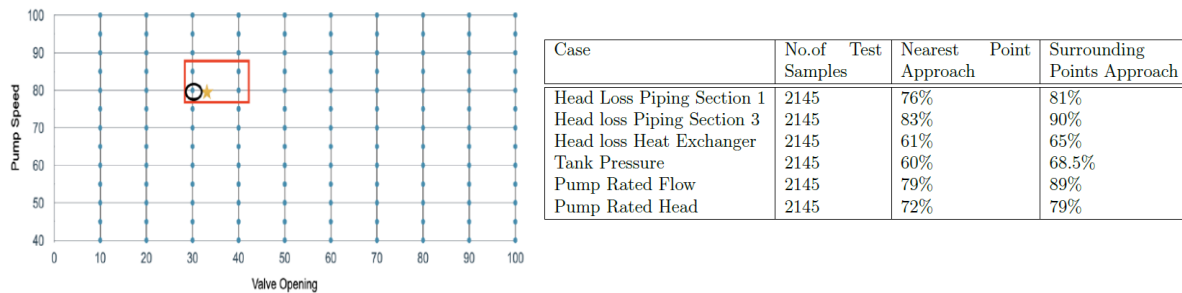 100
90
80
70
60
50
40
Pump Speed
0 10 20 30 40 50 60 70 80 90 100
Valve Opening
Case No.of Test Samples Nearest Point Approach Surrounding Points Approach
Head Loss Piping Section 1 2145 76% 81%
Head loss Piping Section 3 2145 83% 90%
Head loss Heat Exchanger 2145 61% 65%
Tank Pressure 2145 60% 68.5%
Pump Rated Flow 2145 79% 89%
Pump Rated Head 2145 72% 79%